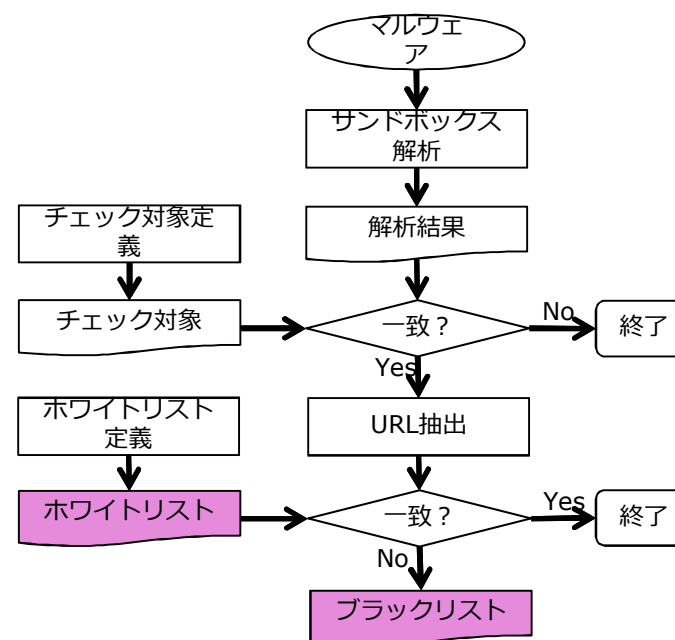 マルウェ
ア
サンドボックス
解析
チェック対象定
義
解析結果
チェック対象
一致？
No
終了
Yes
ホワイトリスト
定義
URL抽出
ホワイトリスト
一致？
Yes
終了
No
ブラックリスト